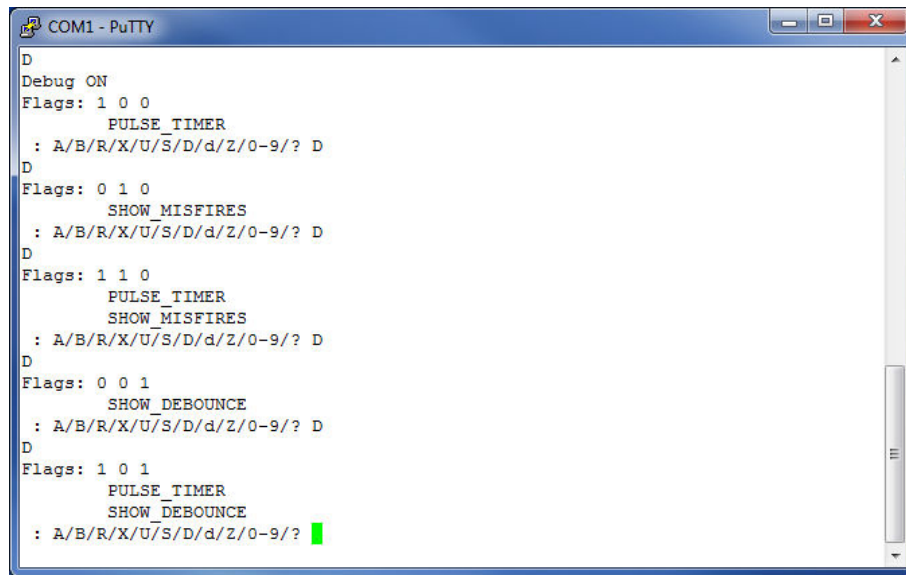 COM1 - PuTTY
D
Debug ON
Flags: 1 0 0
PULSE_TIMER
: A/B/R/X/U/S/D/d/Z/0-9/? D
D
Flags: 0 1 0
SHOW_MISFIRES
: A/B/R/X/U/S/D/d/Z/0-9/? D
D
Flags: 1 1 0
PULSE_TIMER
SHOW_MISFIRES
: A/B/R/X/U/S/D/d/Z/0-9/? D
D
Flags: 0 0 1
SHOW_DEBOUNCE
: A/B/R/X/U/S/D/d/Z/0-9/? D
D
Flags: 1 0 1
PULSE_TIMER
SHOW_DEBOUNCE
: A/B/R/X/U/S/D/d/Z/0-9/?